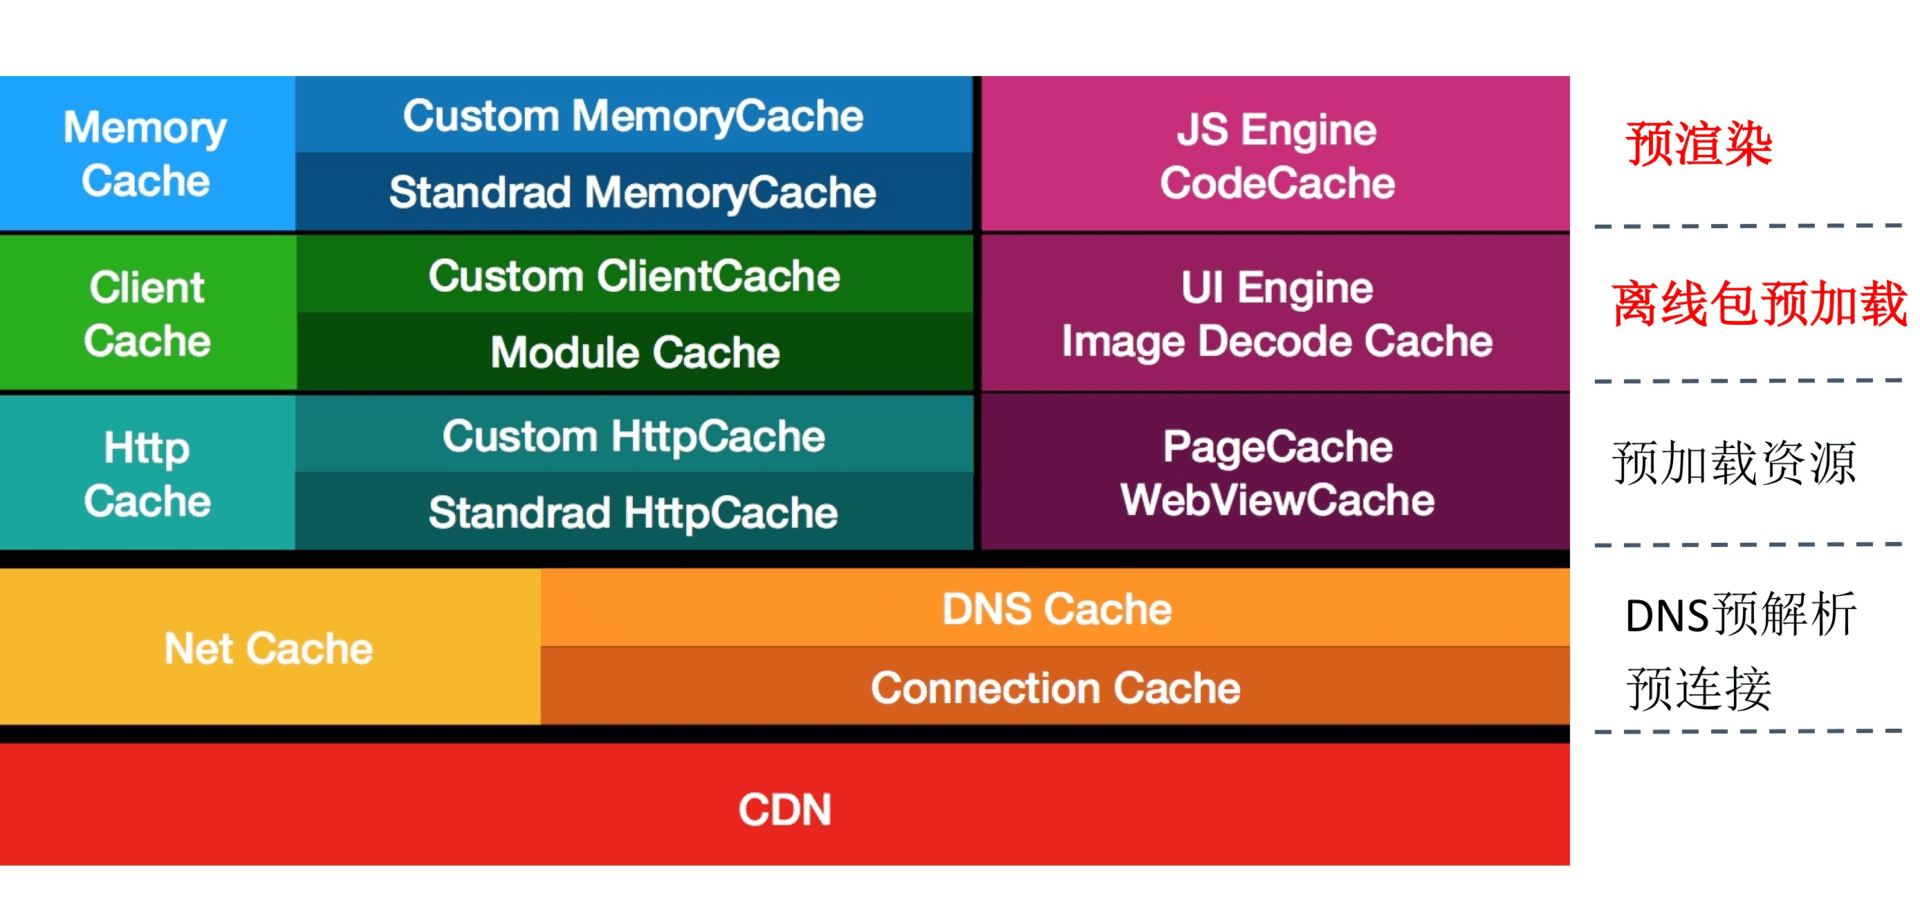 Memory
Cache
Custom MemoryCache
Standrad MemoryCache
JS Engine
CodeCache
预渲染
Client
Cache
Custom ClientCache
Module Cache
UI Engine
Image Decode Cache
离线包预加载
Http
Cache
Custom HttpCache
Standrad HttpCache
PageCache
WebViewCache
预加载资源
Net Cache
DNS Cache
Connection Cache
DNS预解析
预连接
CDN